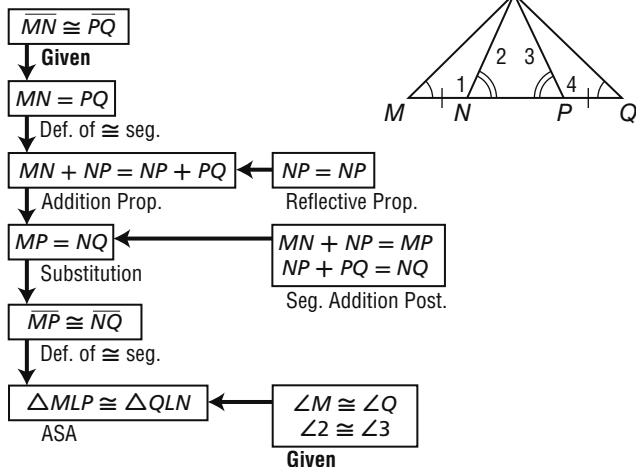 MN ≅ PQ
Given
MN = PQ
Def. of ≅ seg.
MN + NP = NP + PQ
NP = NP
Addition Prop.
Reflective Prop.
MP = NQ
MN + NP = MP
NP + PQ = NQ
Substitution
Seg. Addition Post.
MP ≅ NQ
Def. of ≅ seg.
△MLP ≅ △QLN
∠M ≅ ∠Q
∠2 ≅ ∠3
ASA
Given
2 3
1 4
M N P Q